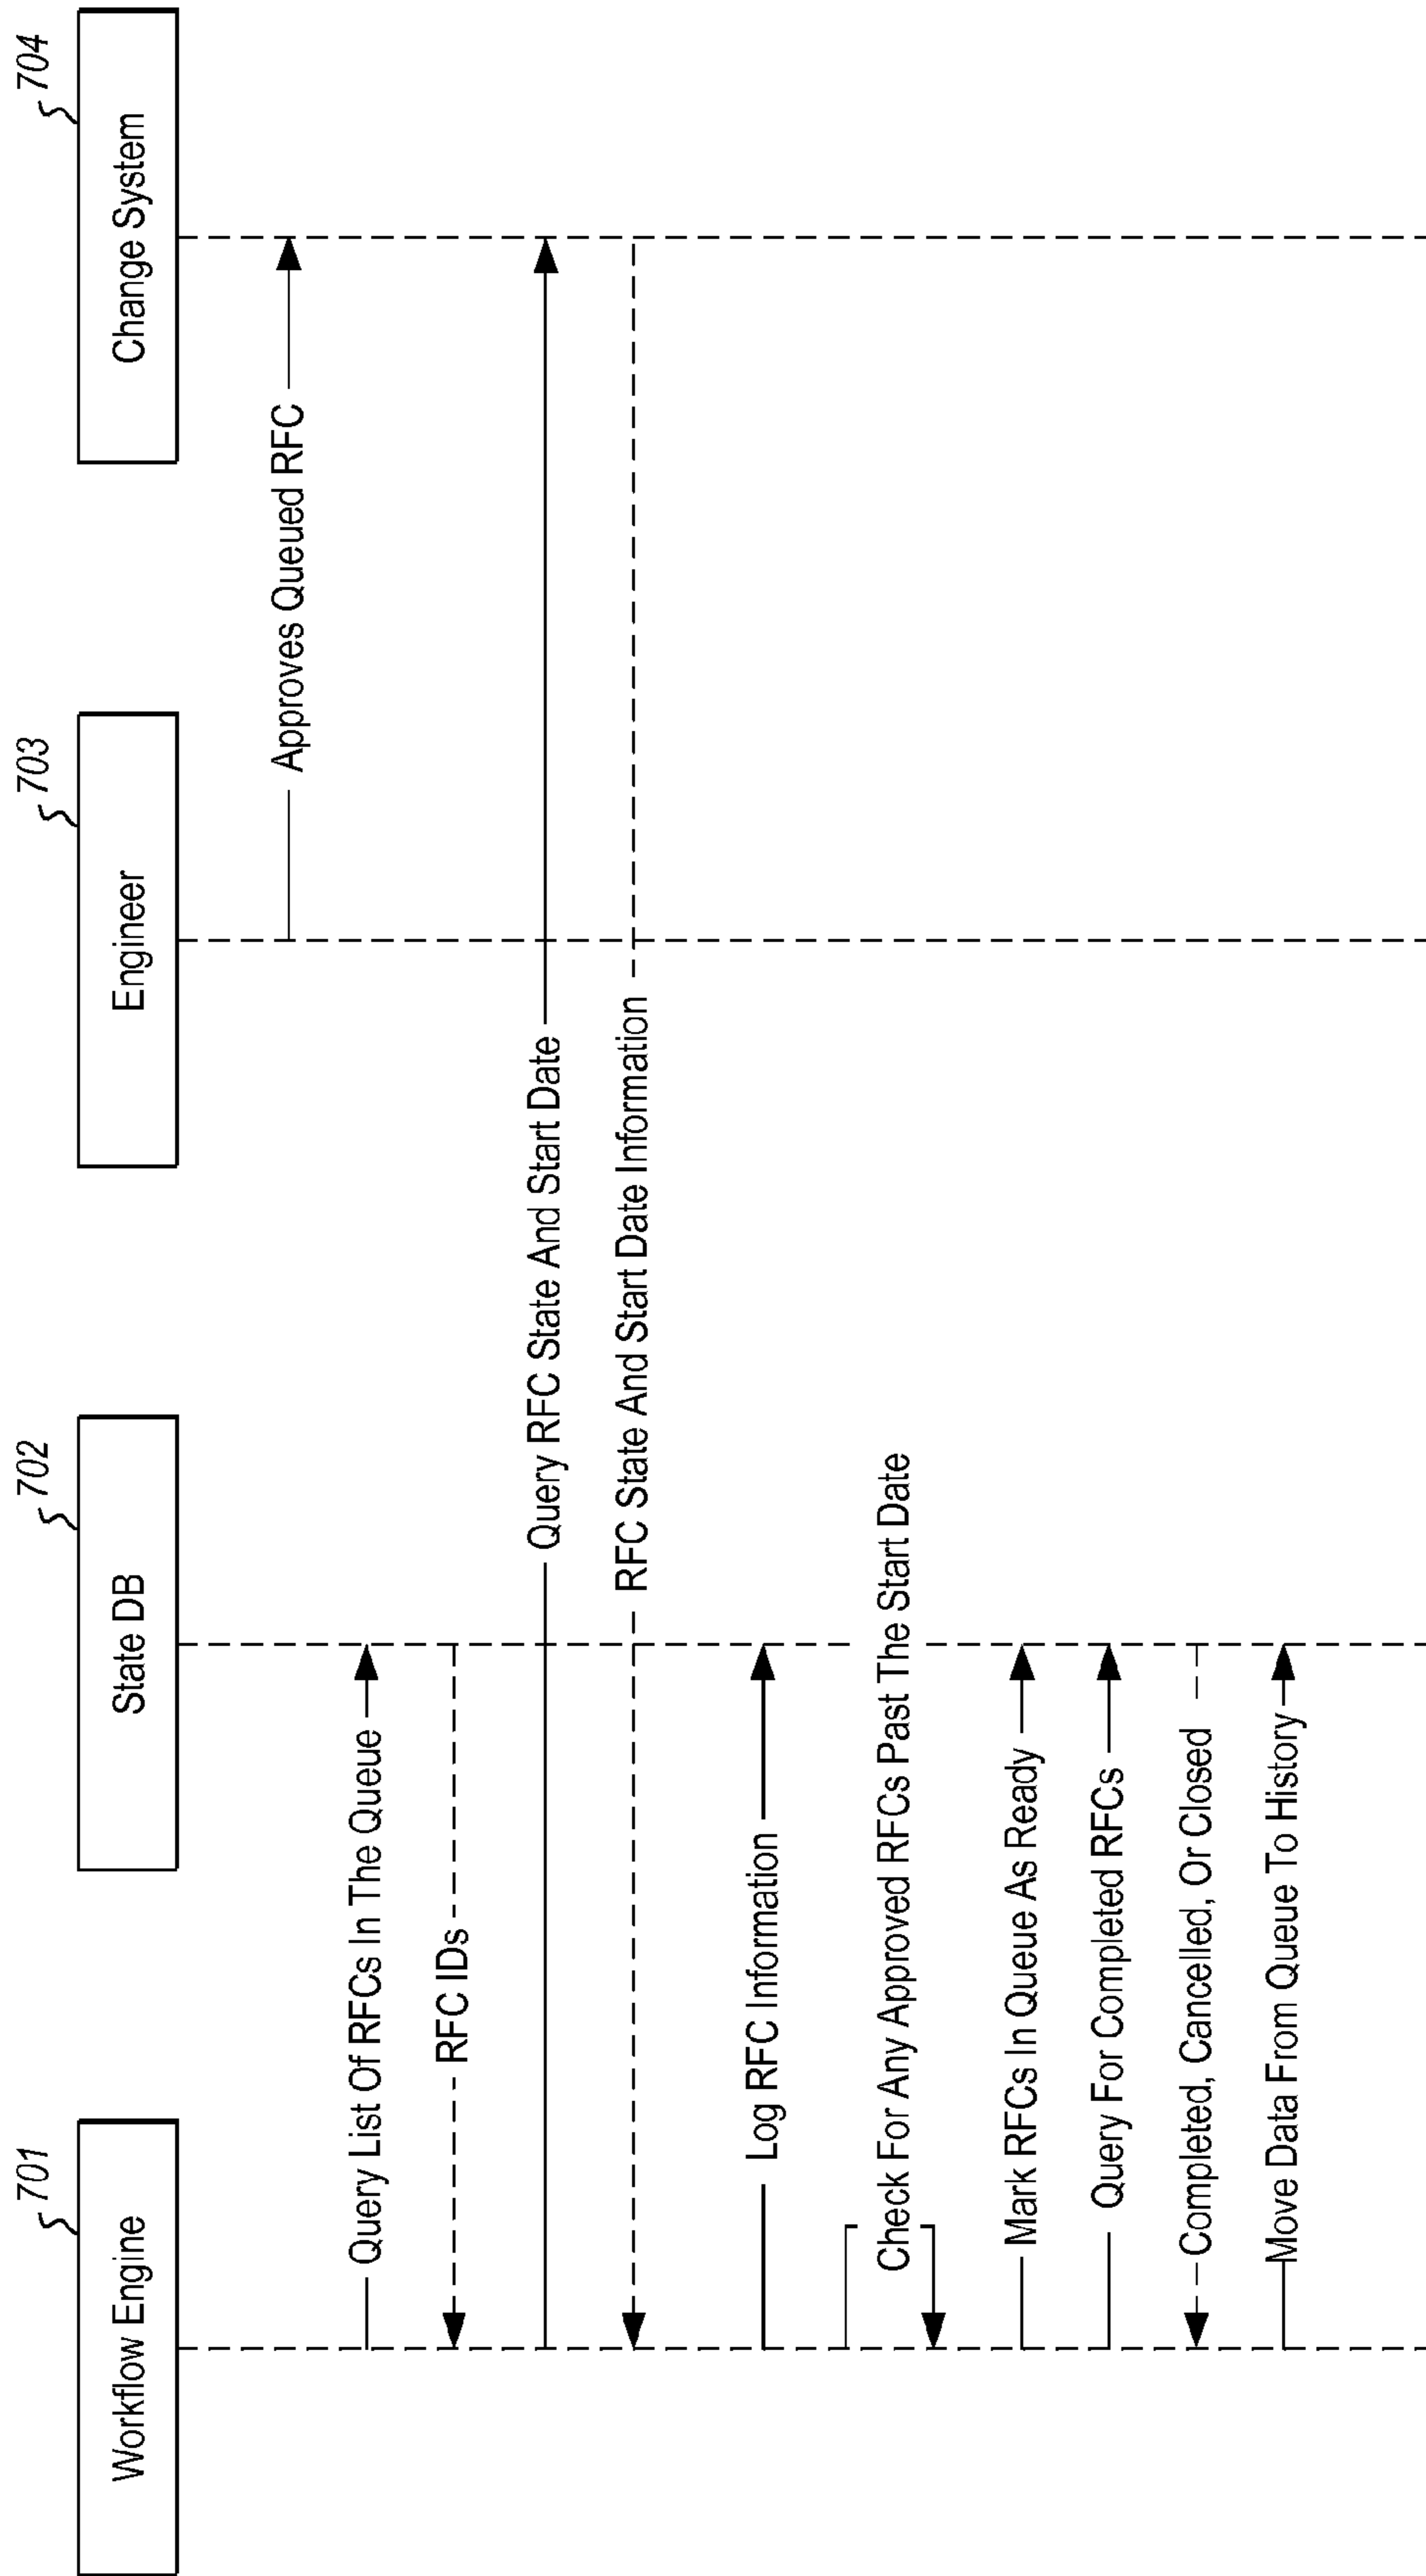 701
702
703
704
Workflow Engine
State DB
Engineer
Change System
Approves Queued RFC
Query List Of RFCs In The Queue
RFC IDs
Query RFC State And Start Date
RFC State And Start Date Information
Log RFC Information
Check For Any Approved RFCs Past The Start Date
Mark RFCs In Queue As Ready
Query For Completed RFCs
Completed, Cancelled, Or Closed
Move Data From Queue To History